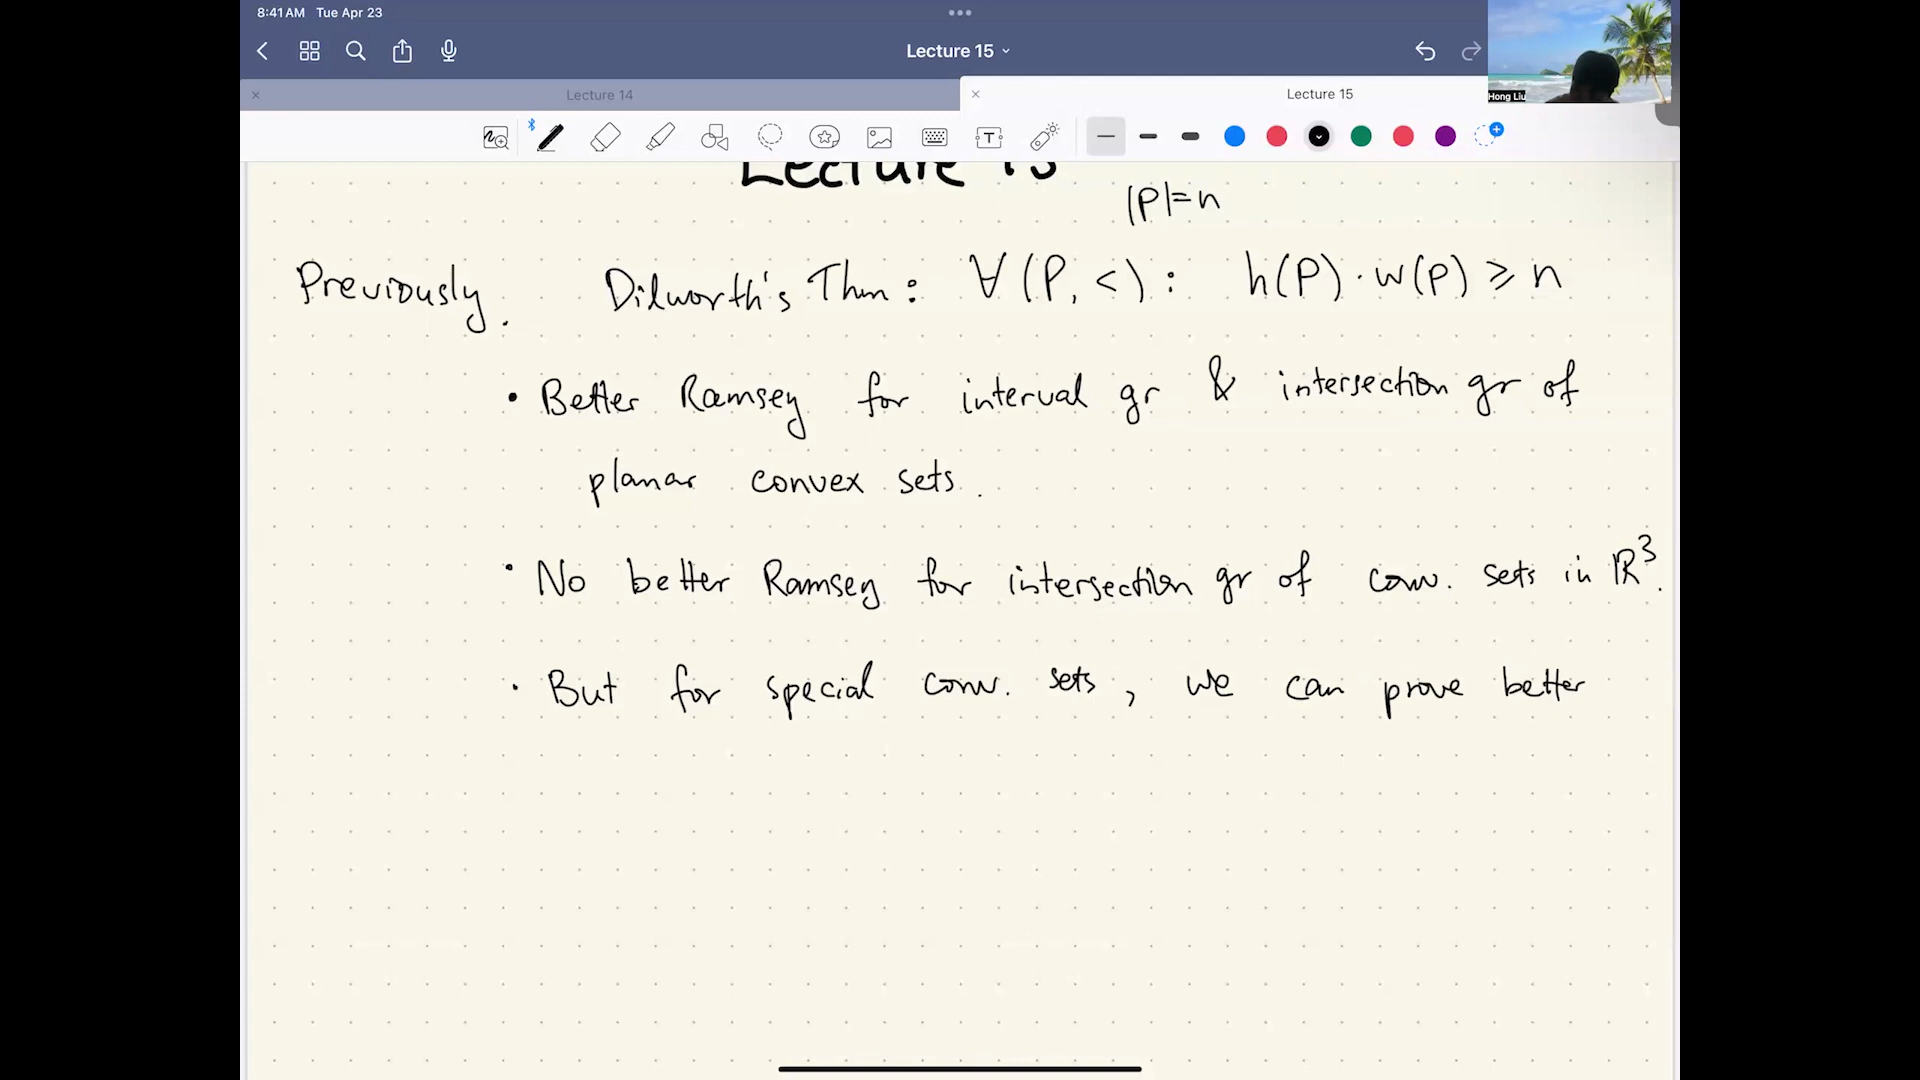 8:41 AM Tue Apr 23
Lecture 15
Hong Liu
Lecture 14
Lecture 15
Lecture 15
|P|=n
Previously. Dilworth's Thm: ∀(P, <): h(P)·w(P) ⩾ n
• Better Ramsey for interval gr & intersection gr of
planar convex sets.
• No better Ramsey for intersection gr of conv. sets in ℝ³.
• But for special conv. sets, we can prove better